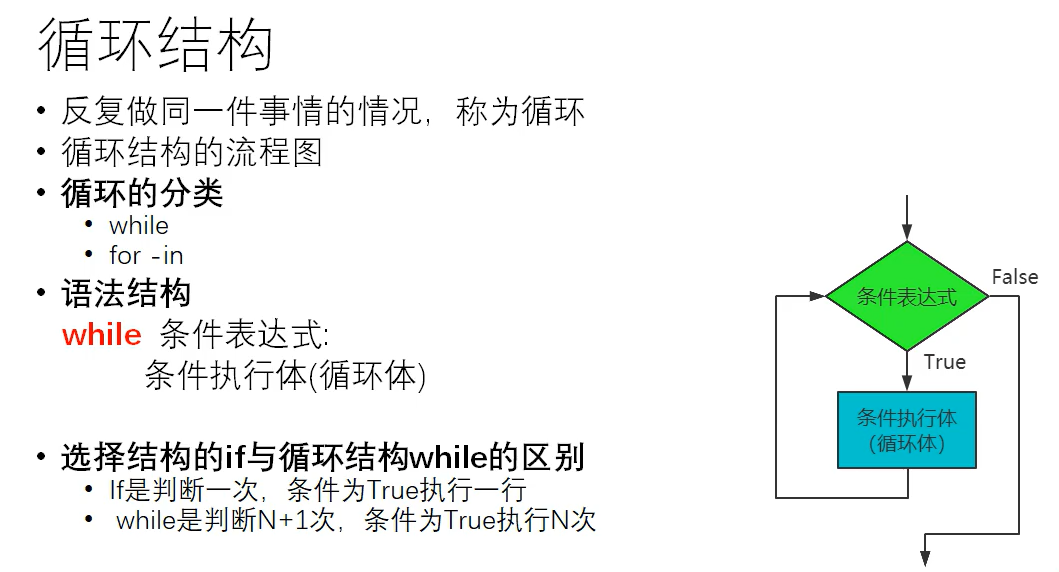 循环结构
• 反复做同一件事情的情况，称为循环
• 循环结构的流程图
• 循环的分类
• while
• for -in
• 语法结构
while 条件表达式:
条件执行体(循环体)
• 选择结构的if与循环结构while的区别
• If是判断一次，条件为True执行一行
• while是判断N+1次，条件为True执行N次
条件表达式
False
True
条件执行体
(循环体)